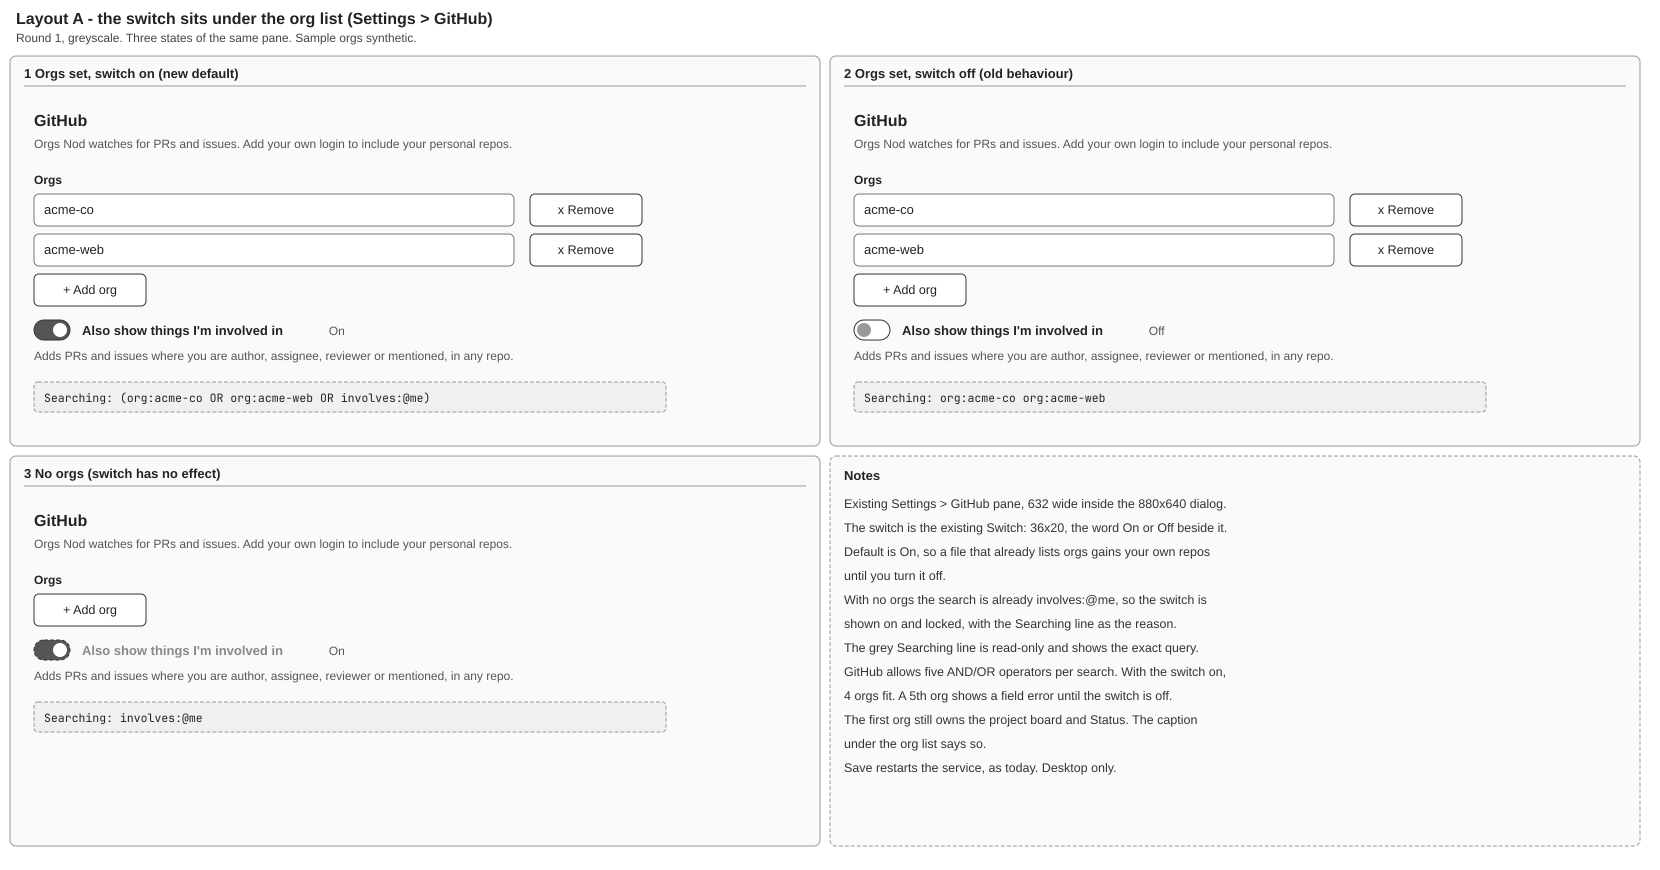 Layout A - the switch sits under the org list (Settings > GitHub)
Round 1, greyscale. Three states of the same pane. Sample orgs synthetic.
1 Orgs set, switch on (new default)
GitHub
Orgs Nod watches for PRs and issues. Add your own login to include your personal repos.
Orgs
acme-co
x Remove
acme-web
x Remove
+ Add org
Also show things I'm involved in
On
Adds PRs and issues where you are author, assignee, reviewer or mentioned, in any repo.
Searching: (org:acme-co OR org:acme-web OR involves:@me)
2 Orgs set, switch off (old behaviour)
GitHub
Orgs Nod watches for PRs and issues. Add your own login to include your personal repos.
Orgs
acme-co
x Remove
acme-web
x Remove
+ Add org
Also show things I'm involved in
Off
Adds PRs and issues where you are author, assignee, reviewer or mentioned, in any repo.
Searching: org:acme-co org:acme-web
3 No orgs (switch has no effect)
GitHub
Orgs Nod watches for PRs and issues. Add your own login to include your personal repos.
Orgs
+ Add org
Also show things I'm involved in
On
Adds PRs and issues where you are author, assignee, reviewer or mentioned, in any repo.
Searching: involves:@me
Notes
Existing Settings > GitHub pane, 632 wide inside the 880x640 dialog.
The switch is the existing Switch: 36x20, the word On or Off beside it.
Default is On, so a file that already lists orgs gains your own repos
until you turn it off.
With no orgs the search is already involves:@me, so the switch is
shown on and locked, with the Searching line as the reason.
The grey Searching line is read-only and shows the exact query.
GitHub allows five AND/OR operators per search. With the switch on,
4 orgs fit. A 5th org shows a field error until the switch is off.
The first org still owns the project board and Status. The caption
under the org list says so.
Save restarts the service, as today. Desktop only.